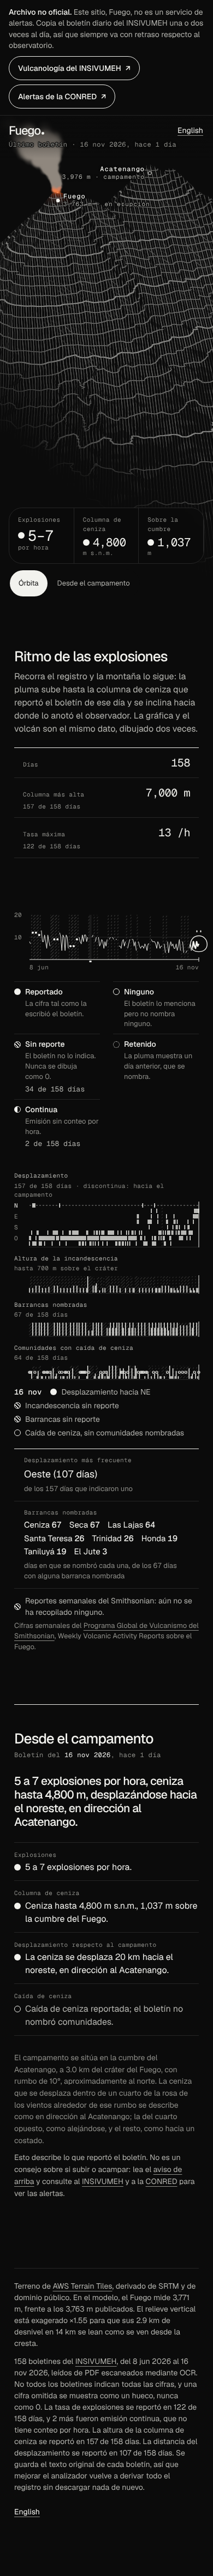 Archivo no oficial. Este sitio, Fuego, no es un servicio de
alertas. Copia el boletín diario del INSIVUMEH una o dos
veces al día, así que siempre va con retraso respecto al
observatorio.
Vulcanología del INSIVUMEH ↗
Alertas de la CONRED ↗
Fuego
English
Último boletín · 16 nov 2026, hace 1 día
Acatenango
3,976 m · campamento
Fuego
3,763 m · en erupción
Explosiones
5–7
por hora
Columna de
ceniza
4,800
m s.n.m.
Sobre la
cumbre
1,037
m
Órbita
Desde el campamento
Ritmo de las explosiones
Recorra el registro y la montaña lo sigue: la
pluma sube hasta la columna de ceniza que
reportó el boletín de ese día y se inclina hacia
donde lo anotó el observador. La gráfica y el
volcán son el mismo dato, dibujado dos veces.
Días
158
Columna más alta
7,000 m
157 de 158 días
Tasa máxima
13 /h
122 de 158 días
20
10
8 jun
16 nov
Reportado
La cifra tal como la
escribió el boletín.
Ninguno
El boletín lo menciona
pero no nombra
ninguno.
Sin reporte
El boletín no lo indica.
Nunca se dibuja
como 0.
34 de 158 días
Retenido
La pluma muestra un
día anterior, que se
nombra.
Continua
Emisión sin conteo por
hora.
2 de 158 días
Desplazamiento
157 de 158 días · discontinua: hacia el
campamento
N
E
S
O
Altura de la incandescencia
hasta 700 m sobre el cráter
Barrancas nombradas
67 de 158 días
Comunidades con caída de ceniza
64 de 158 días
16 nov Desplazamiento hacia NE
Incandescencia sin reporte
Barrancas sin reporte
Caída de ceniza, sin comunidades nombradas
Desplazamiento más frecuente
Oeste (107 días)
de los 157 días que indicaron uno
Barrancas nombradas
Ceniza 67 Seca 67 Las Lajas 64
Santa Teresa 26 Trinidad 26 Honda 19
Taniluyá 19 El Jute 3
días en que se nombró cada una, de los 67 días
con alguna barranca nombrada
Reportes semanales del Smithsonian: aún no se
ha recopilado ninguno.
Cifras semanales del Programa Global de Vulcanismo del
Smithsonian, Weekly Volcanic Activity Reports sobre el
Fuego.
Desde el campamento
Boletín del 16 nov 2026, hace 1 día
5 a 7 explosiones por hora, ceniza
hasta 4,800 m, desplazándose hacia
el noreste, en dirección al
Acatenango.
Explosiones
5 a 7 explosiones por hora.
Columna de ceniza
Ceniza hasta 4,800 m s.n.m., 1,037 m sobre
la cumbre del Fuego.
Desplazamiento respecto al campamento
La ceniza se desplaza 20 km hacia el
noreste, en dirección al Acatenango.
Caída de ceniza
Caída de ceniza reportada; el boletín no
nombró comunidades.
El campamento se sitúa en la cumbre del
Acatenango, a 3.0 km del cráter del Fuego, con
rumbo de 10°, aproximadamente al norte. La ceniza
que se desplaza dentro de un cuarto de la rosa de
los vientos alrededor de ese rumbo se describe
como en dirección al Acatenango; la del cuarto
opuesto, como alejándose, y el resto, como hacia un
costado.
Esto describe lo que reportó el boletín. No es un
consejo sobre si subir o acampar: lea el aviso de
arriba y consulte al INSIVUMEH y a la CONRED para
ver las alertas.
Terreno de AWS Terrain Tiles, derivado de SRTM y de
dominio público. En el modelo, el Fuego mide 3,771
m, frente a los 3,763 m publicados. El relieve vertical
está exagerado ×1.55 para que sus 2.9 km de
desnivel en 14 km se lean como se ven desde la
cresta.
158 boletines del INSIVUMEH, del 8 jun 2026 al 16
nov 2026, leídos de PDF escaneados mediante OCR.
No todos los boletines indican todas las cifras, y una
cifra omitida se muestra como un hueco, nunca
como 0. La tasa de explosiones se reportó en 122 de
158 días, y 2 más fueron emisión continua, que no
tiene conteo por hora. La altura de la columna de
ceniza se reportó en 157 de 158 días. La distancia del
desplazamiento se reportó en 107 de 158 días. Se
guarda el texto original de cada boletín, así que
mejorar el analizador vuelve a derivar todo el
registro sin descargar nada de nuevo.
English